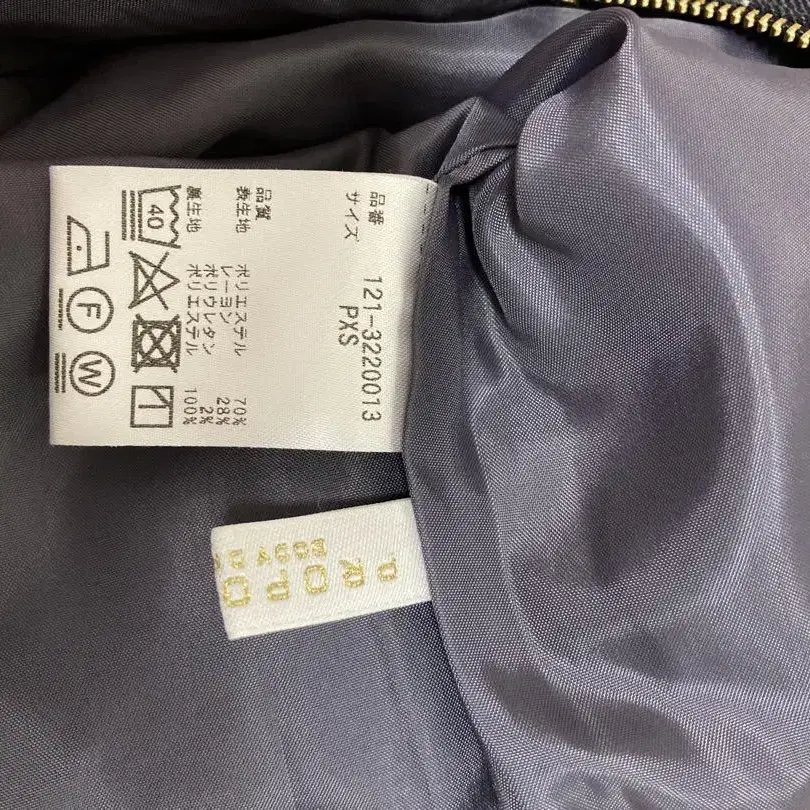 品番 121-3220013
サイズ PXS
品質
表生地 ポリエステル 70%
レーヨン 28%
ポリウレタン 2%
裏生地 ポリエステル 100%
40
F W
PROPO
BODY D